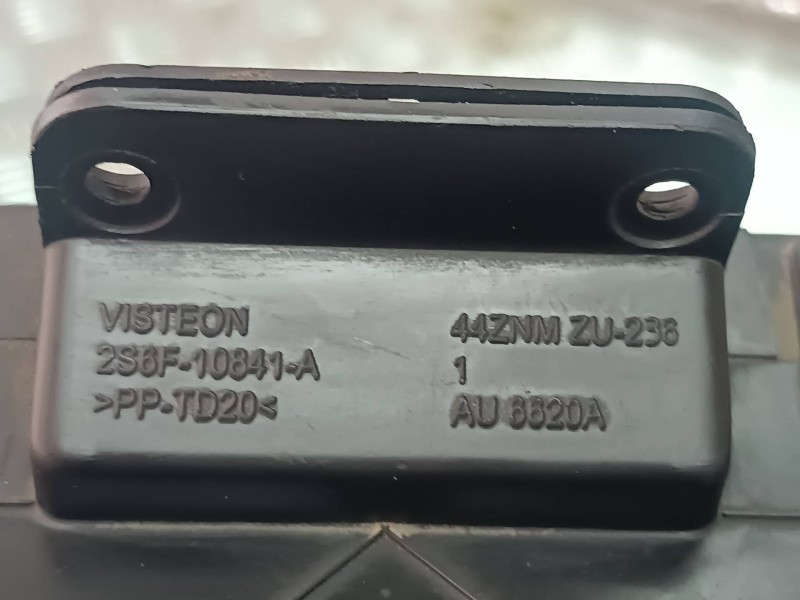 VISTEON
2S6F-10841-A
>PP-TD20<
44ZNM ZU-236
1
AU 6620A